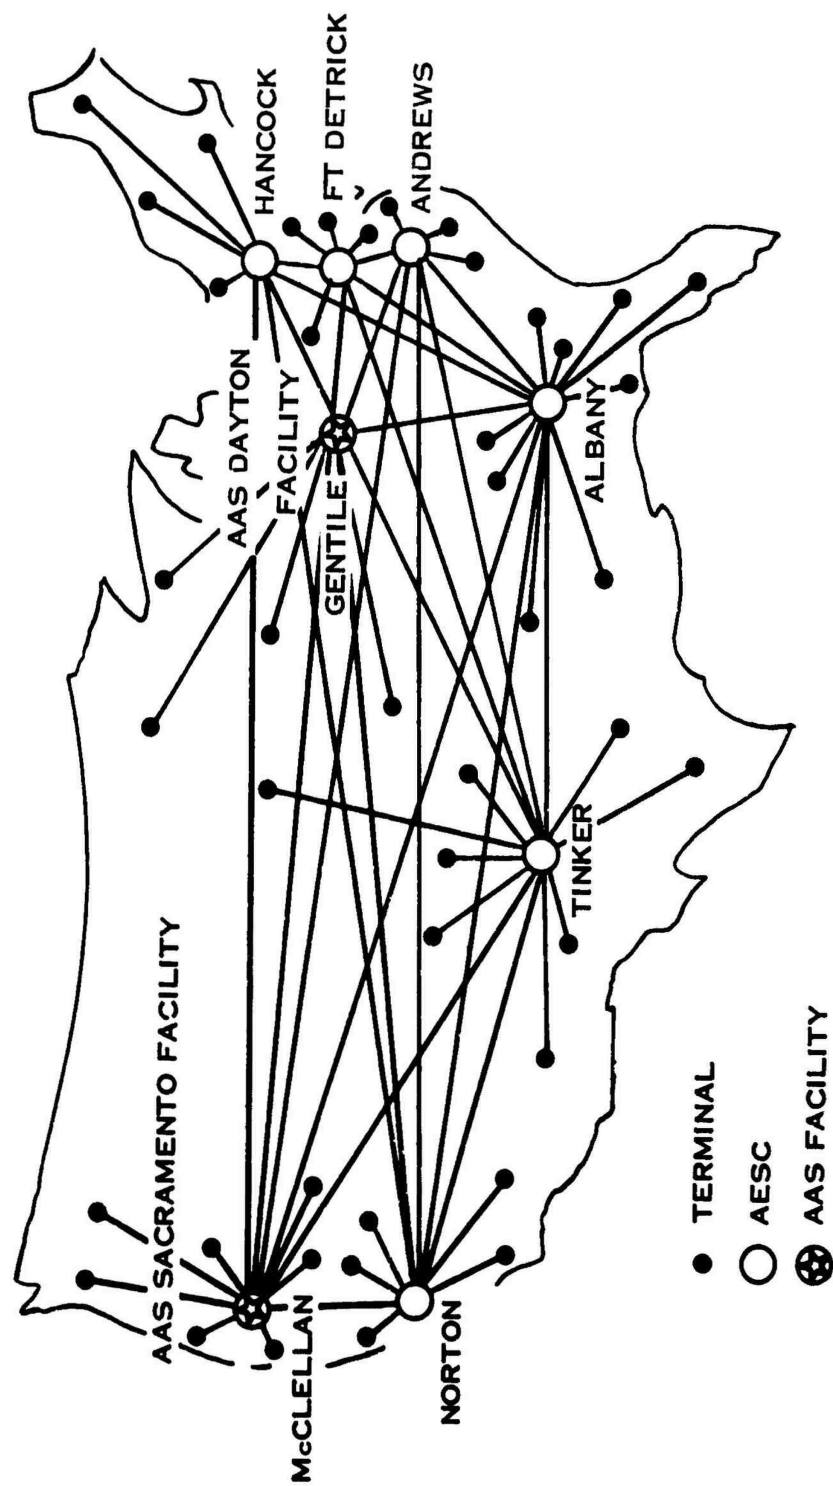 AAS SACRAMENTO FACILITY
McCLELLAN
NORTON
TINKER
AAS DAYTON
FACILITY
GENTILE
ALBANY
HANCOCK
FT DETRICK
ANDREWS
TERMINAL
AESC
AAS FACILITY